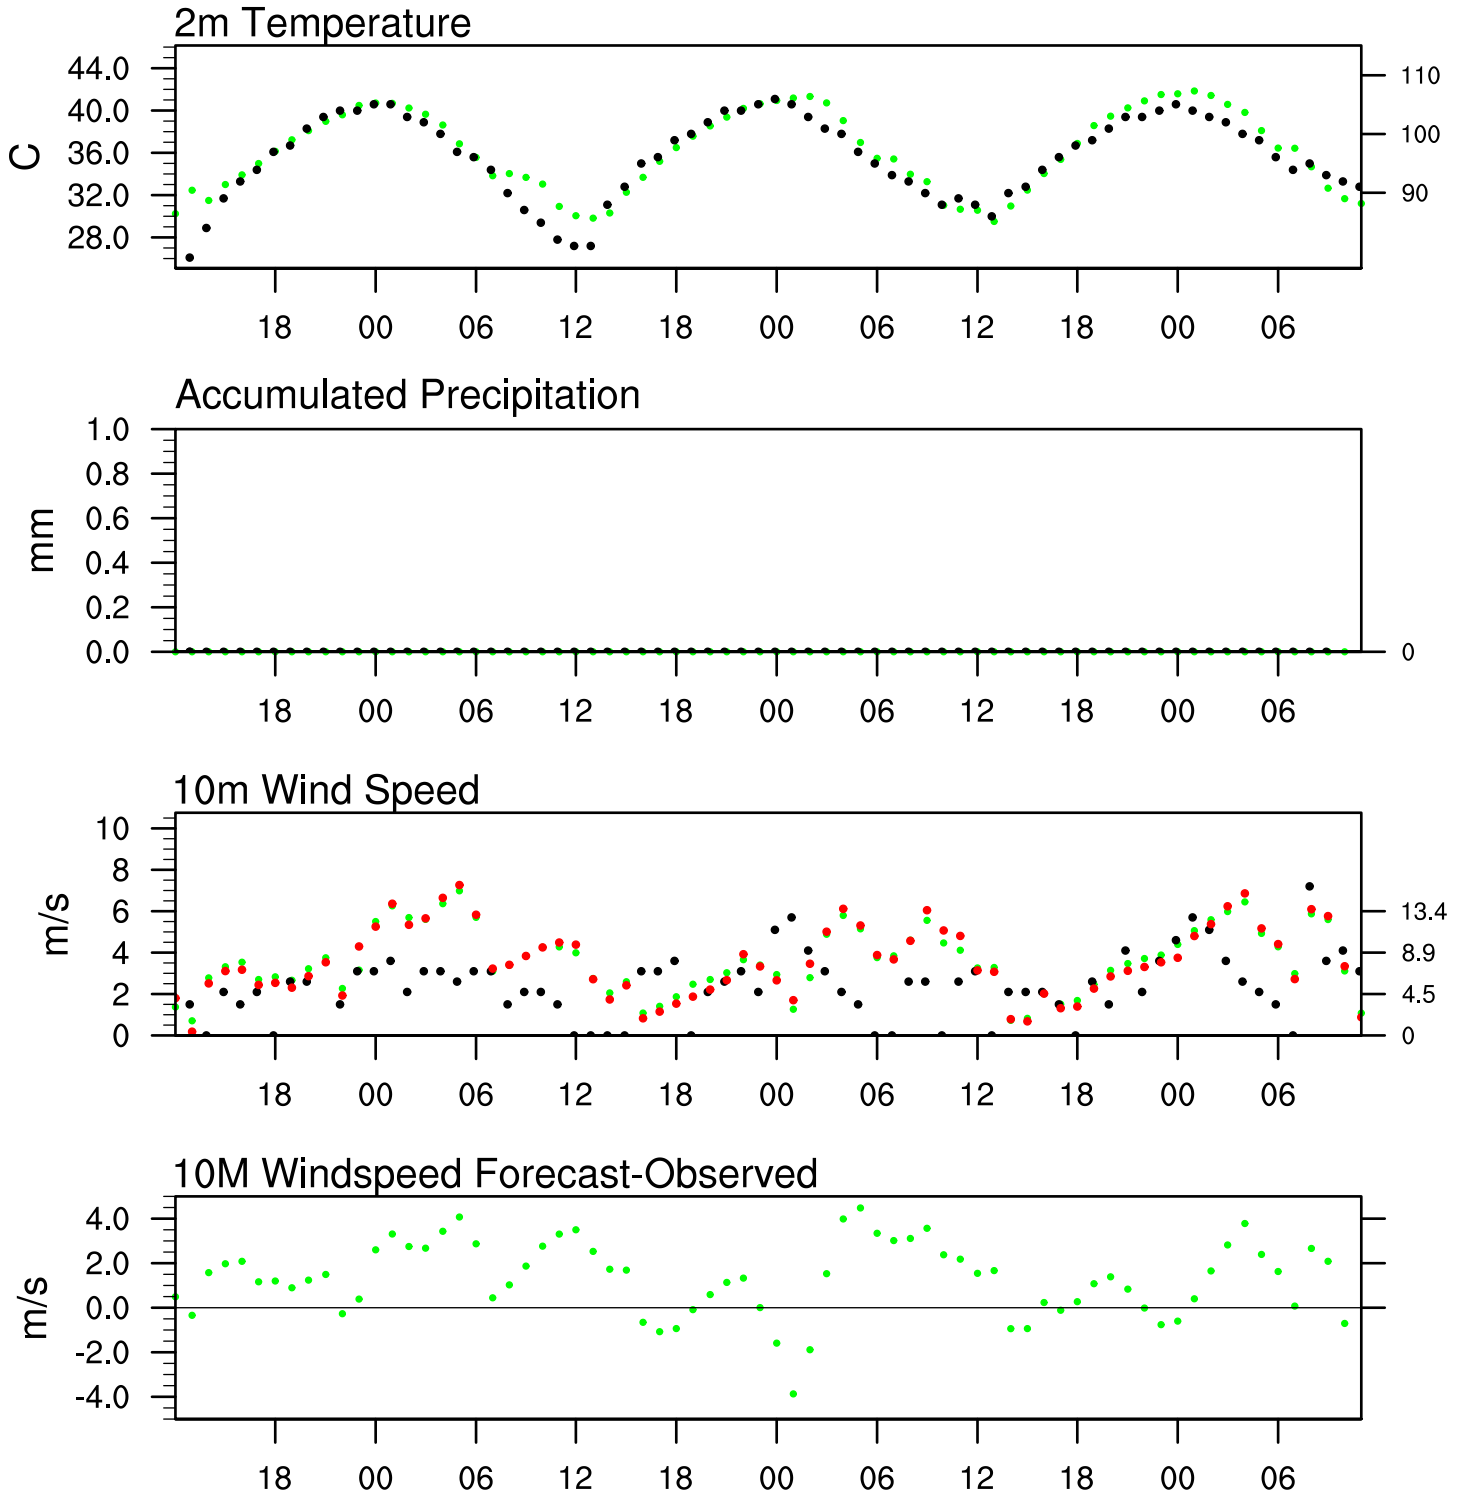 2m Temperature
44.0
40.0
36.0
32.0
28.0
C
110
100
90
18 00 06 12 18 00 06 12 18 00 06
Accumulated Precipitation
1.0
0.8
0.6
0.4
0.2
0.0
mm
0
18 00 06 12 18 00 06 12 18 00 06
10m Wind Speed
10
8
6
4
2
0
m/s
13.4
8.9
4.5
0
18 00 06 12 18 00 06 12 18 00 06
10M Windspeed Forecast-Observed
4.0
2.0
0.0
-2.0
-4.0
m/s
18 00 06 12 18 00 06 12 18 00 06